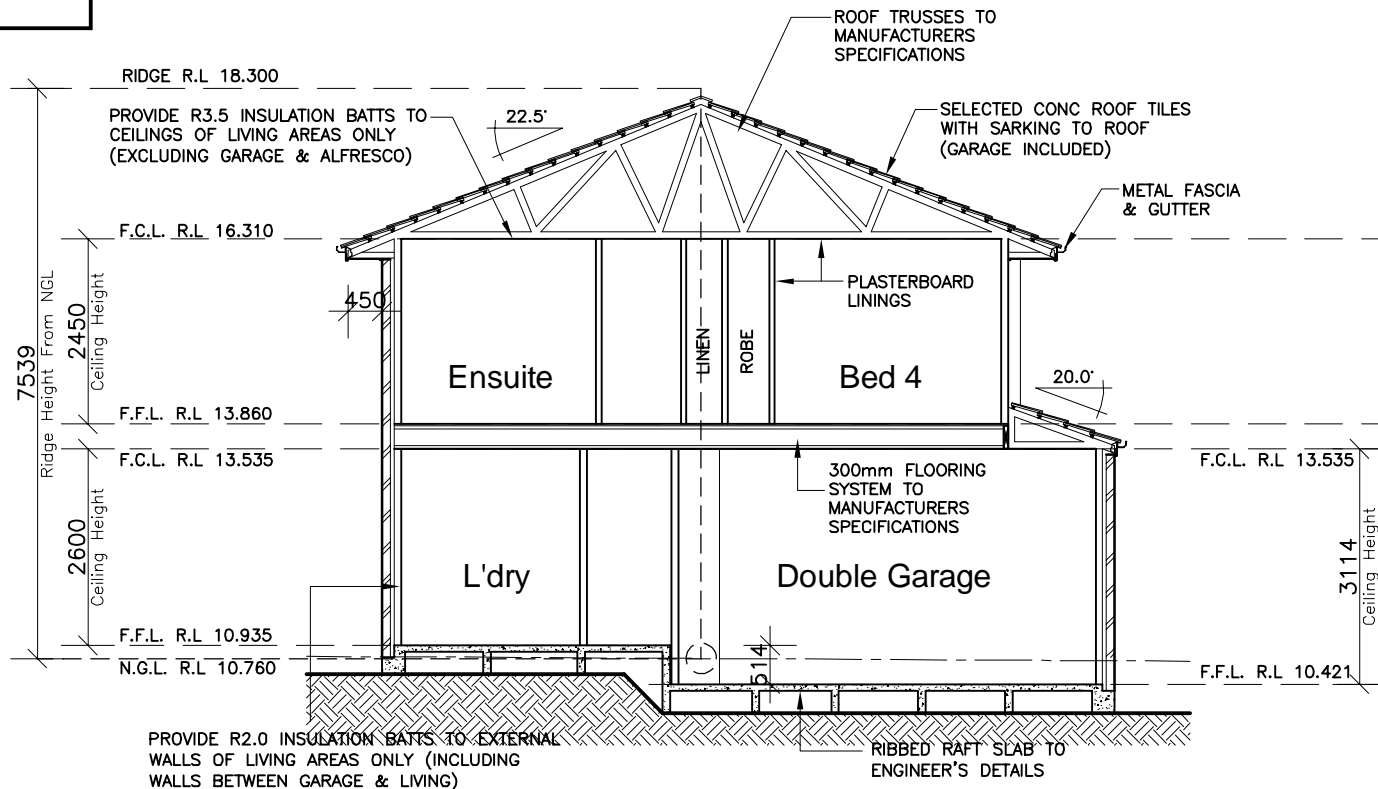 ROOF TRUSSES TO
MANUFACTURERS
SPECIFICATIONS
RIDGE R.L 18.300
PROVIDE R3.5 INSULATION BATTS TO
CEILINGS OF LIVING AREAS ONLY
(EXCLUDING GARAGE & ALFRESCO)
22.5°
SELECTED CONC ROOF TILES
WITH SARKING TO ROOF
(GARAGE INCLUDED)
METAL FASCIA
& GUTTER
F.C.L. R.L 16.310
PLASTERBOARD
LININGS
450
7539
Ridge Height From NGL
2450
Ceiling Height
Ensuite
LINEN
ROBE
Bed 4
20.0°
F.F.L. R.L 13.860
F.C.L. R.L 13.535
F.C.L. R.L 13.535
300mm FLOORING
SYSTEM TO
MANUFACTURERS
SPECIFICATIONS
2600
Ceiling Height
L'dry
Double Garage
3114
Ceiling Height
F.F.L. R.L 10.935
N.G.L. R.L 10.760
514
F.F.L. R.L 10.421
PROVIDE R2.0 INSULATION BATTS TO EXTERNAL
WALLS OF LIVING AREAS ONLY (INCLUDING
WALLS BETWEEN GARAGE & LIVING)
RIBBED RAFT SLAB TO
ENGINEER'S DETAILS